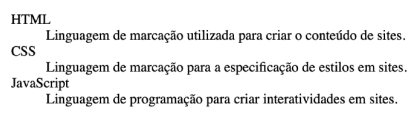 HTML
Linguagem de marcação utilizada para criar o conteúdo de sites.
CSS
Linguagem de marcação para a especificação de estilos em sites.
JavaScript
Linguagem de programação para criar interatividades em sites.